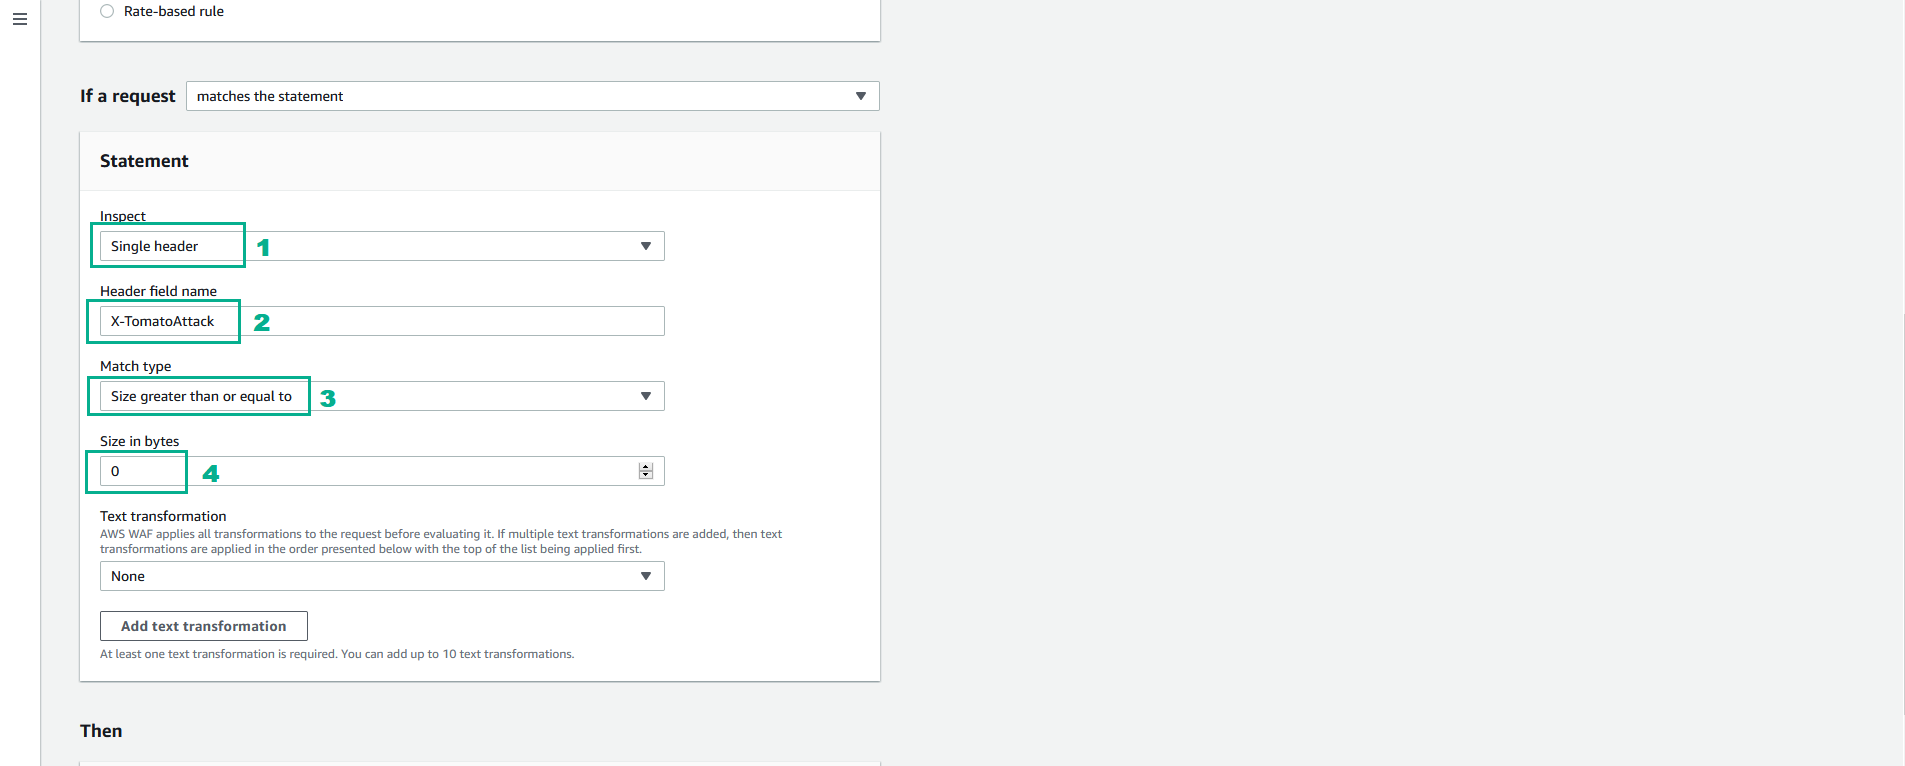 Rate-based rule
If a request
matches the statement
Statement
Inspect
Single header
1
Header field name
X-TomatoAttack
2
Match type
Size greater than or equal to
3
Size in bytes
0
4
Text transformation
AWS WAF applies all transformations to the request before evaluating it. If multiple text transformations are added, then text
transformations are applied in the order presented below with the top of the list being applied first.
None
Add text transformation
At least one text transformation is required. You can add up to 10 text transformations.
Then